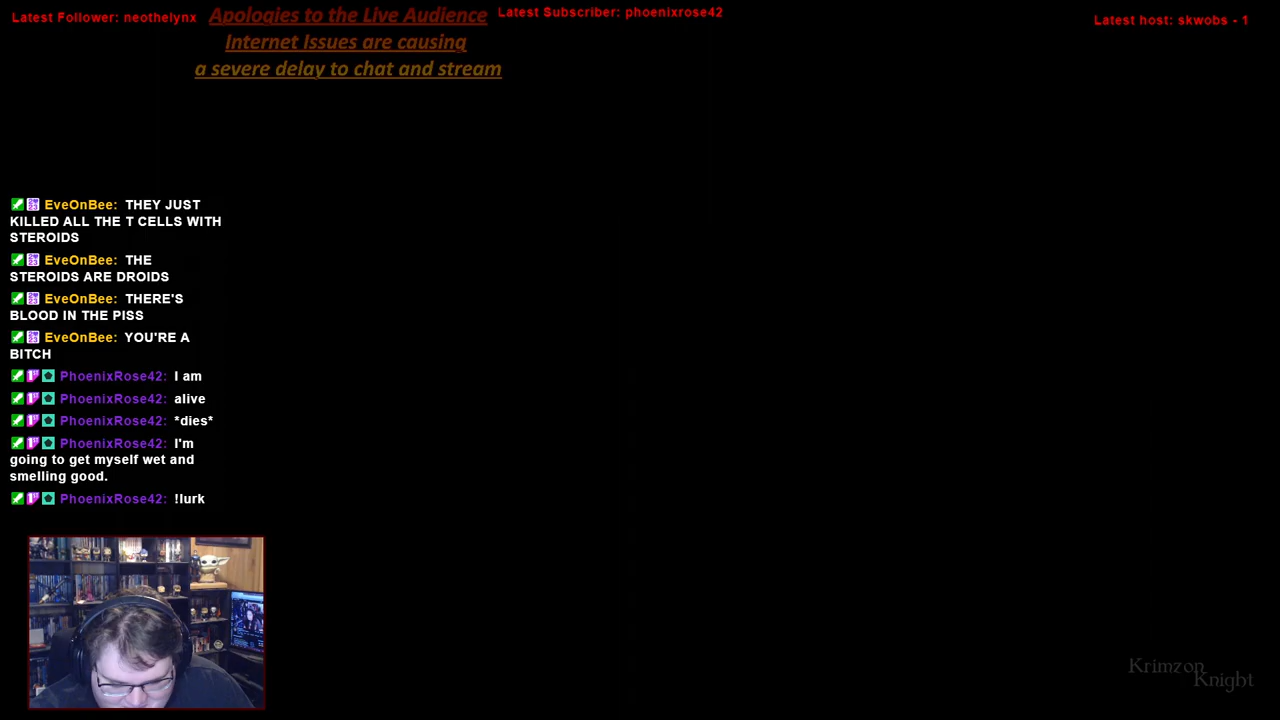 Latest Follower: neothelynx
Apologies to the Live Audience
Internet Issues are causing
a severe delay to chat and stream
Latest Subscriber: phoenixrose42
Latest host: skwobs - 1
EveOnBee: THEY JUST
KILLED ALL THE T CELLS WITH
STEROIDS
EveOnBee: THE
STEROIDS ARE DROIDS
EveOnBee: THERE'S
BLOOD IN THE PISS
EveOnBee: YOU'RE A
BITCH
PhoenixRose42: I am
PhoenixRose42: alive
PhoenixRose42: *dies*
PhoenixRose42: I'm
going to get myself wet and
smelling good.
PhoenixRose42: !lurk
Krimzon
Knight